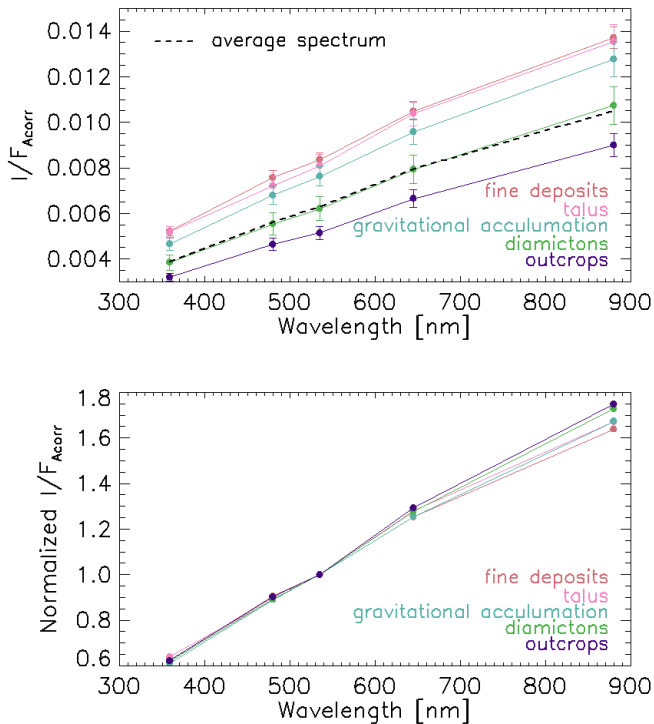 average spectrum
0.014
0.012
0.010
0.008
0.006
0.004
I/F Acorr
fine deposits
talus
gravitational acculumation
diamictons
outcrops
300 400 500 600 700 800 900
Wavelength [nm]
1.8
1.6
1.4
1.2
1.0
0.8
0.6
Normalized I/F Acorr
fine deposits
talus
gravitational acculumation
diamictons
outcrops
300 400 500 600 700 800 900
Wavelength [nm]